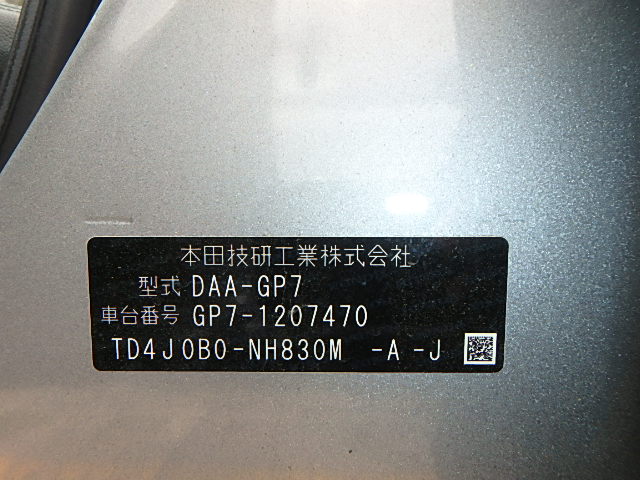 本田技研工業株式会社
型式 DAA-GP7
車台番号 GP7-1207470
TD4J0B0-NH830M -A -J